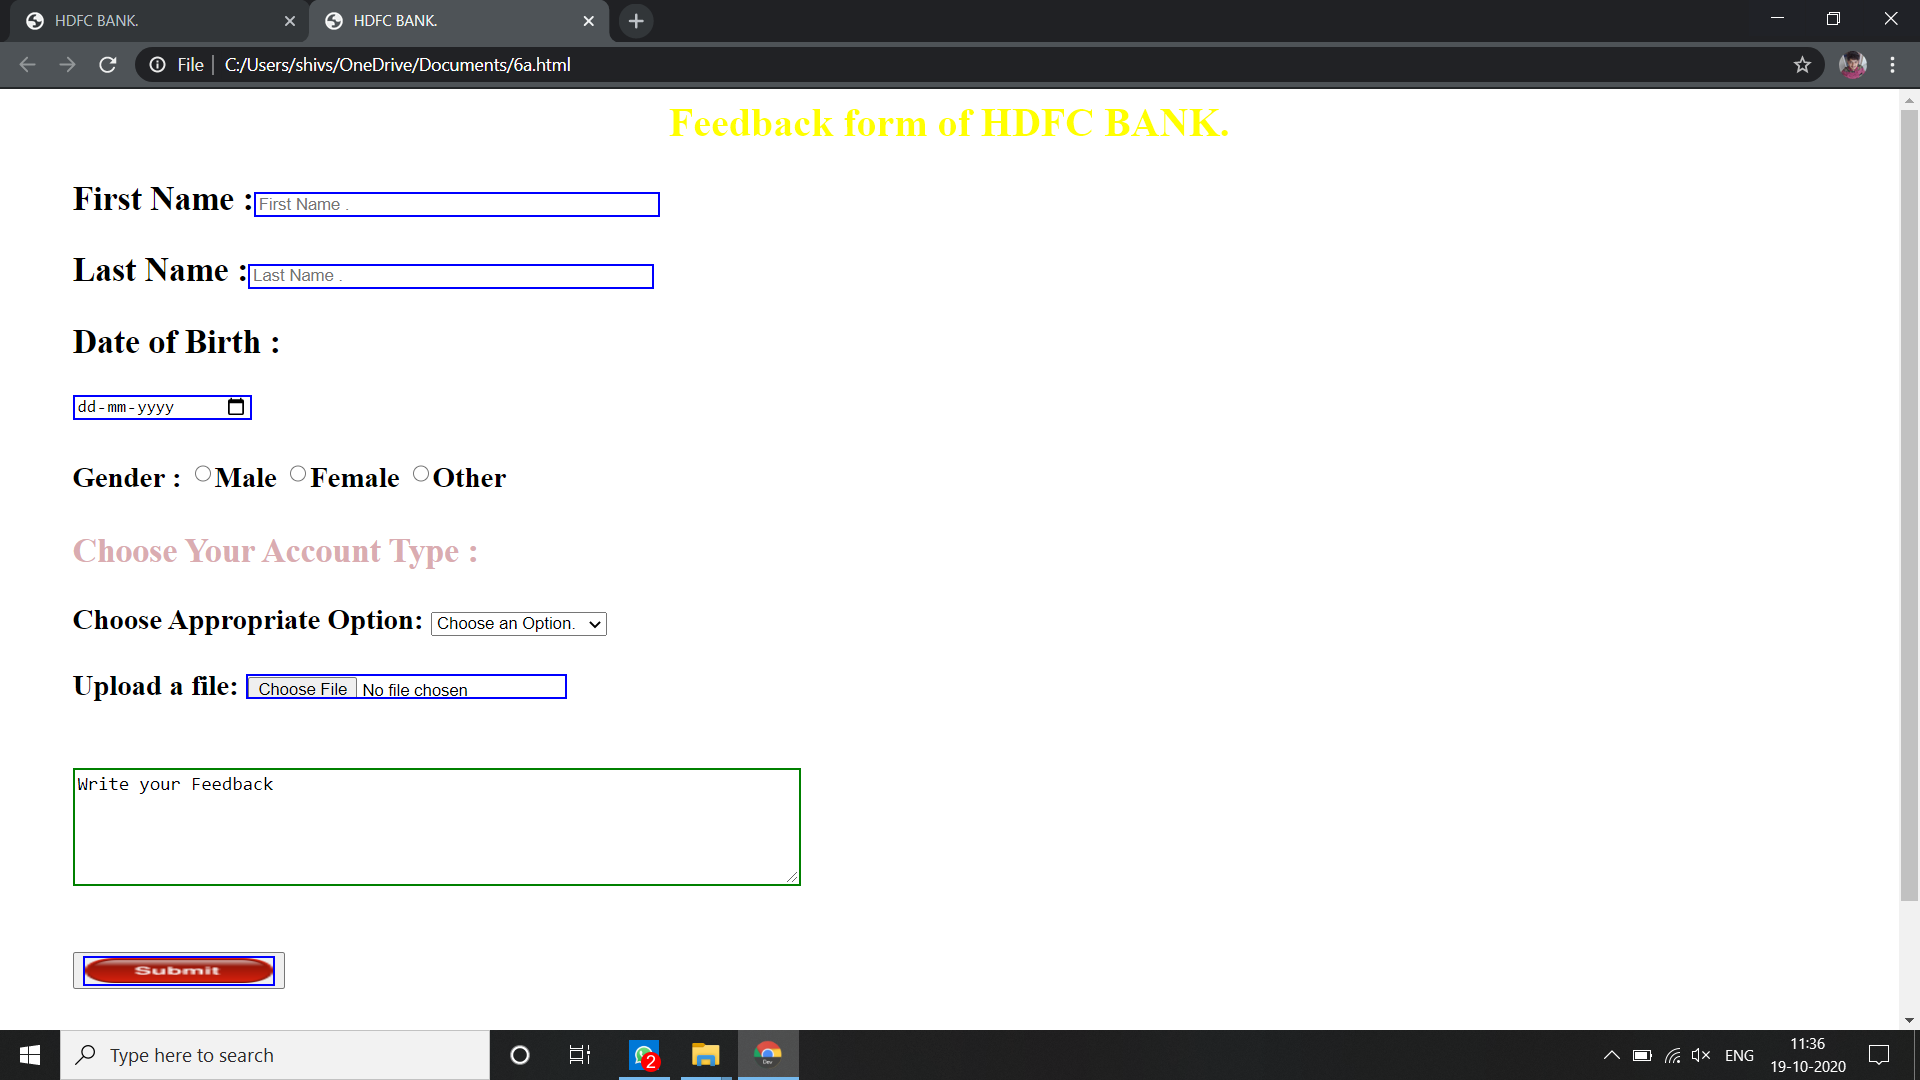 HDFC BANK. HDFC BANK.
File C:/Users/shivs/OneDrive/Documents/6a.html
Feedback form of HDFC BANK.
First Name : First Name .
Last Name : Last Name .
Date of Birth :
dd-mm-yyyy
Gender : Male Female Other
Choose Your Account Type :
Choose Appropriate Option: Choose an Option.
Upload a file: Choose File No file chosen
Write your Feedback
Submit
Type here to search 2 Dev ENG 11:36
19-10-2020